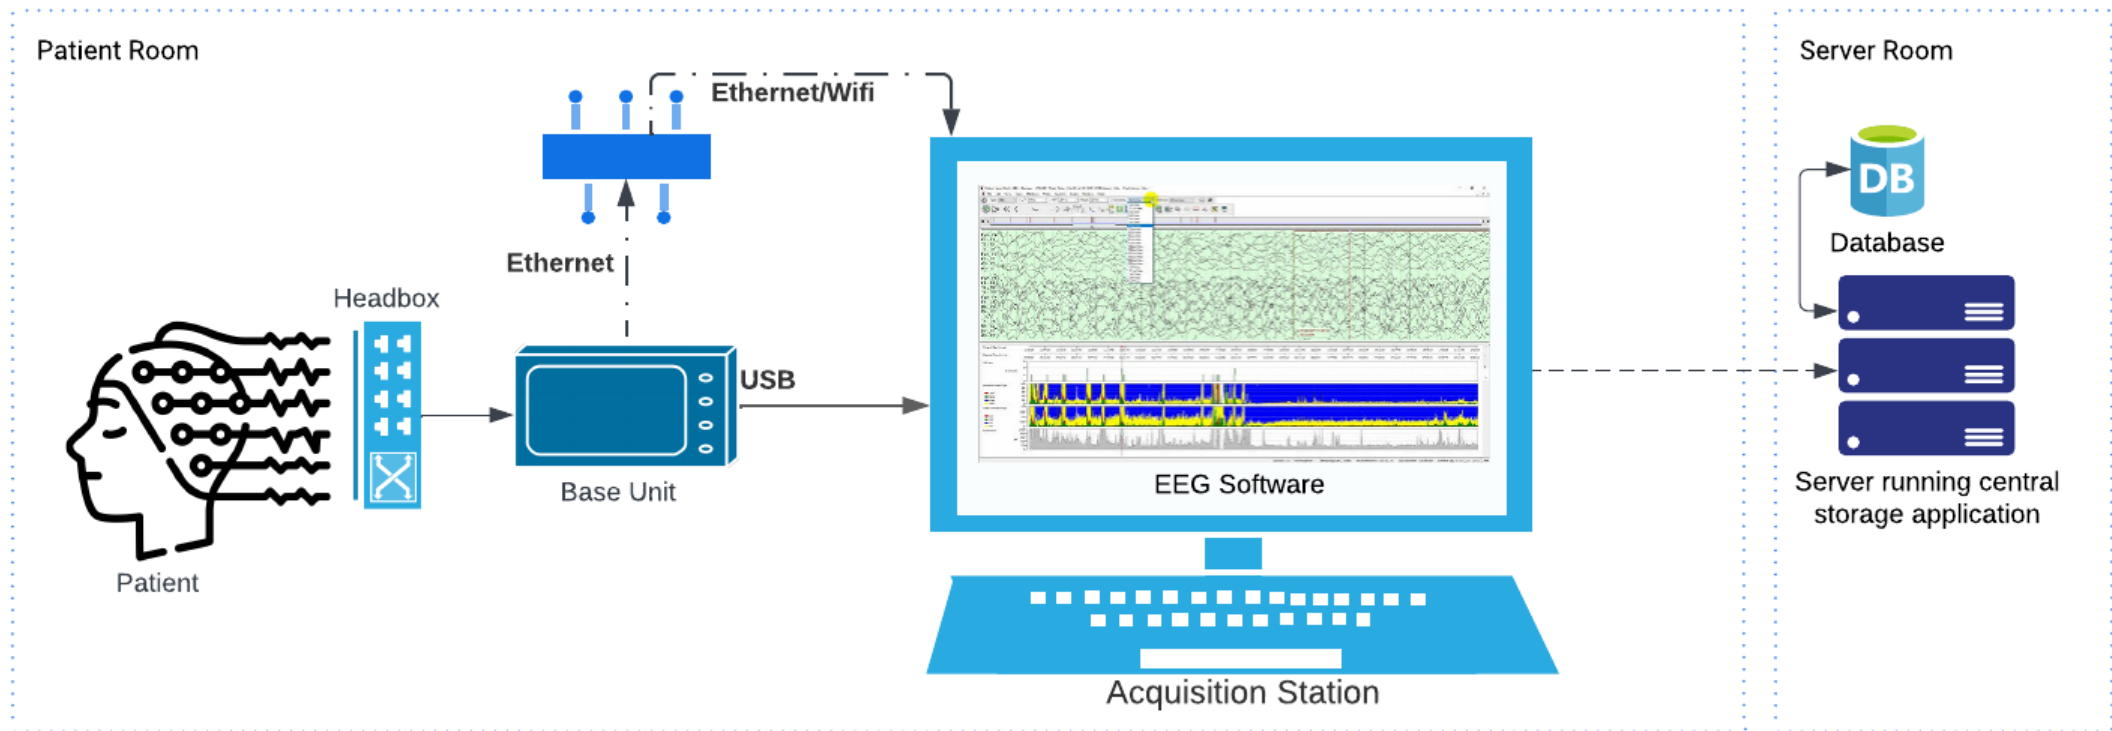 Patient Room
Server Room
Ethernet/Wifi
DB
Database
Ethernet
Headbox
USB
Base Unit
EEG Software
Server running central
storage application
Patient
Acquisition Station